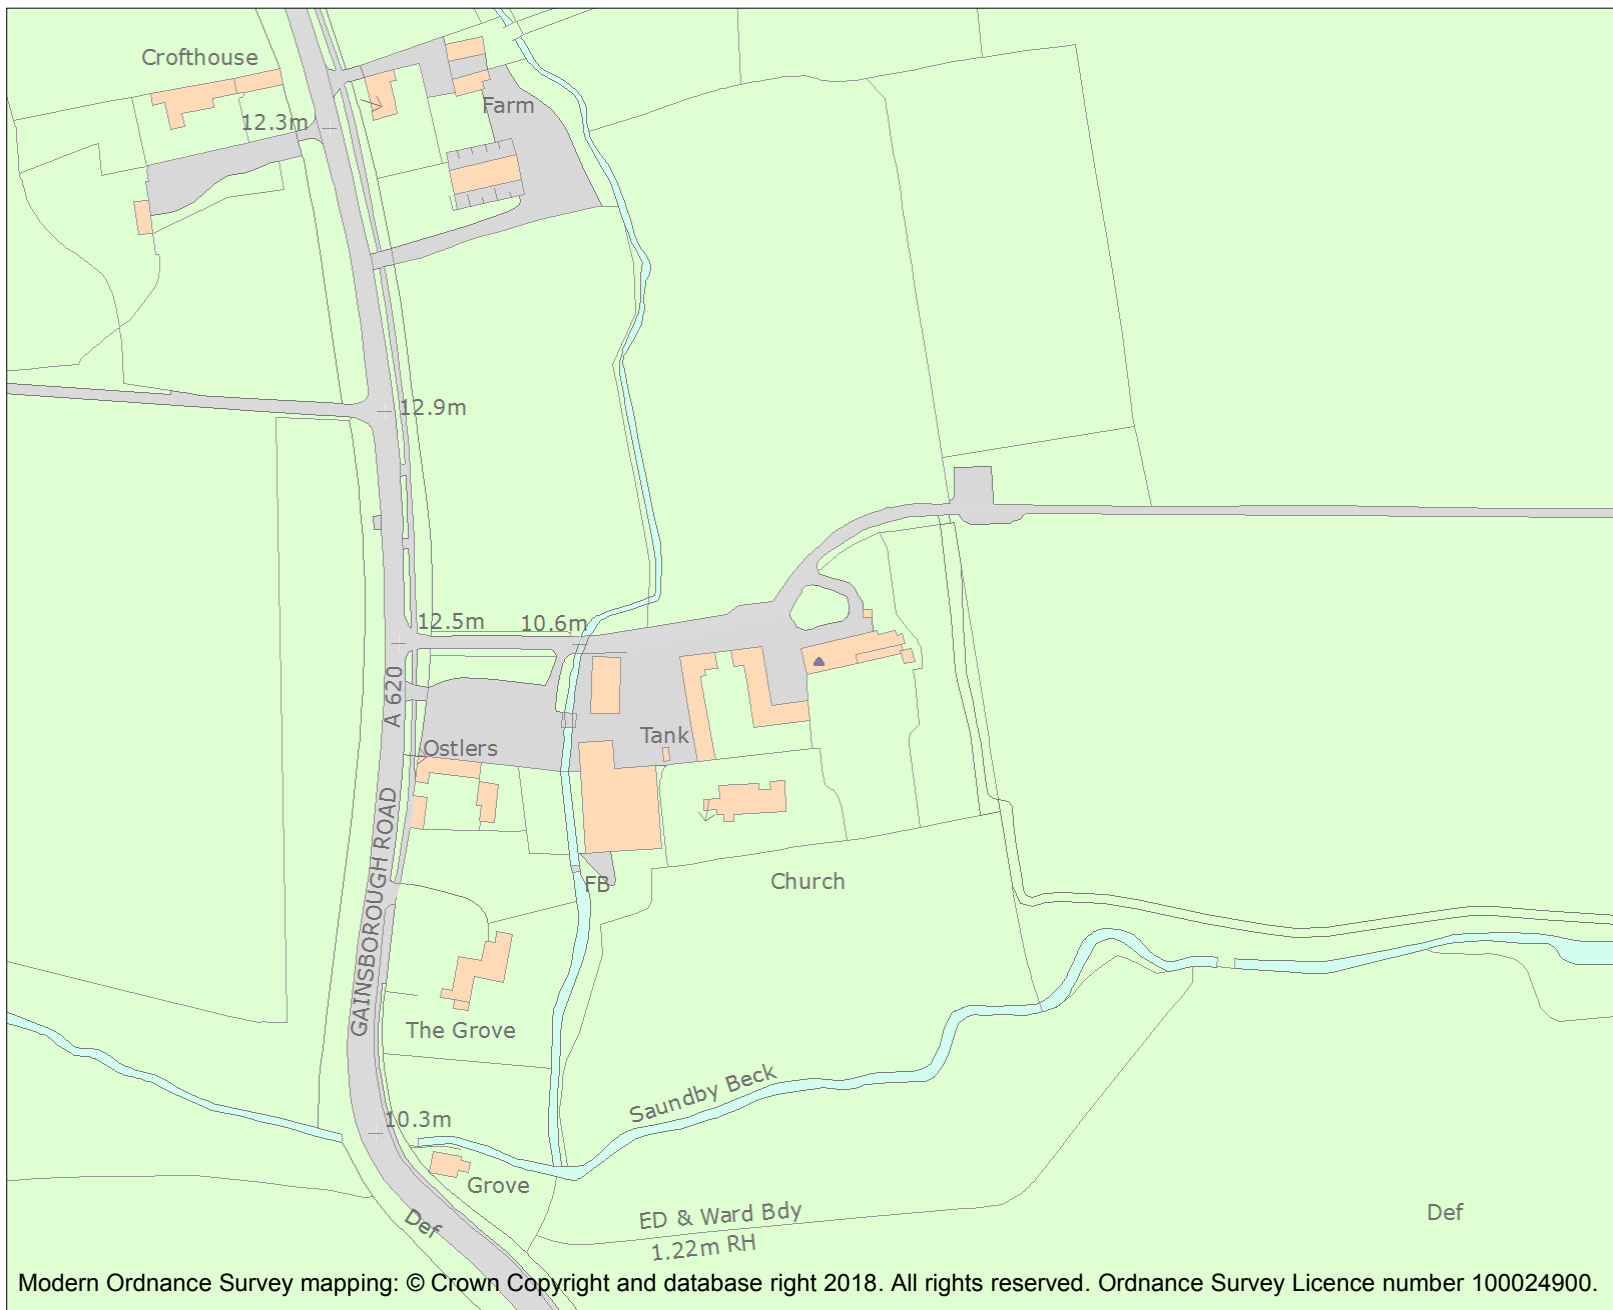 Crofthouse
Farm
12.3m
12.9m
12.5m
10.6m
A 620
Tank
Ostlers
GAINSBOROUGH ROAD
FB
Church
The Grove
Saundby Beck
10.3m
Grove
Def
ED & Ward Bdy
Def
1.22m RH
Modern Ordnance Survey mapping: © Crown Copyright and database right 2018. All rights reserved. Ordnance Survey Licence number 100024900.